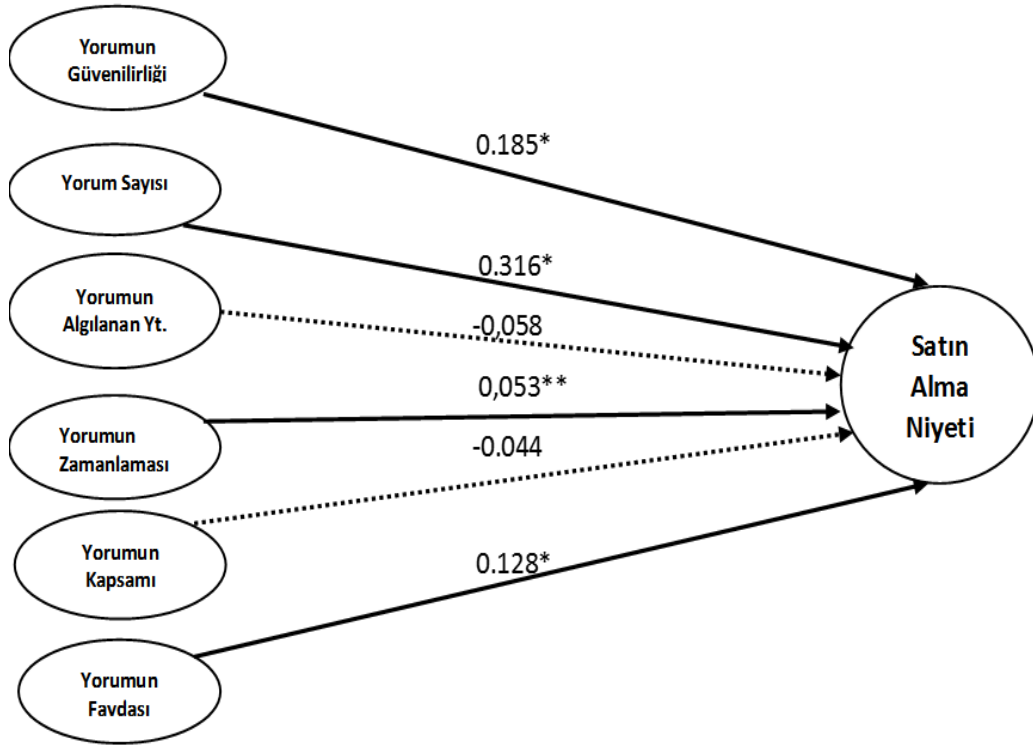 Yorumun
Güvenilirliği
0.185*
Yorum Sayısı
0.316*
Yorumun
Algılanan Yt.
-0,058
Satın
Alma
Niyeti
0,053**
Yorumun
Zamanlaması
-0.044
Yorumun
Kapsamı
0.128*
Yorumun
Favdası